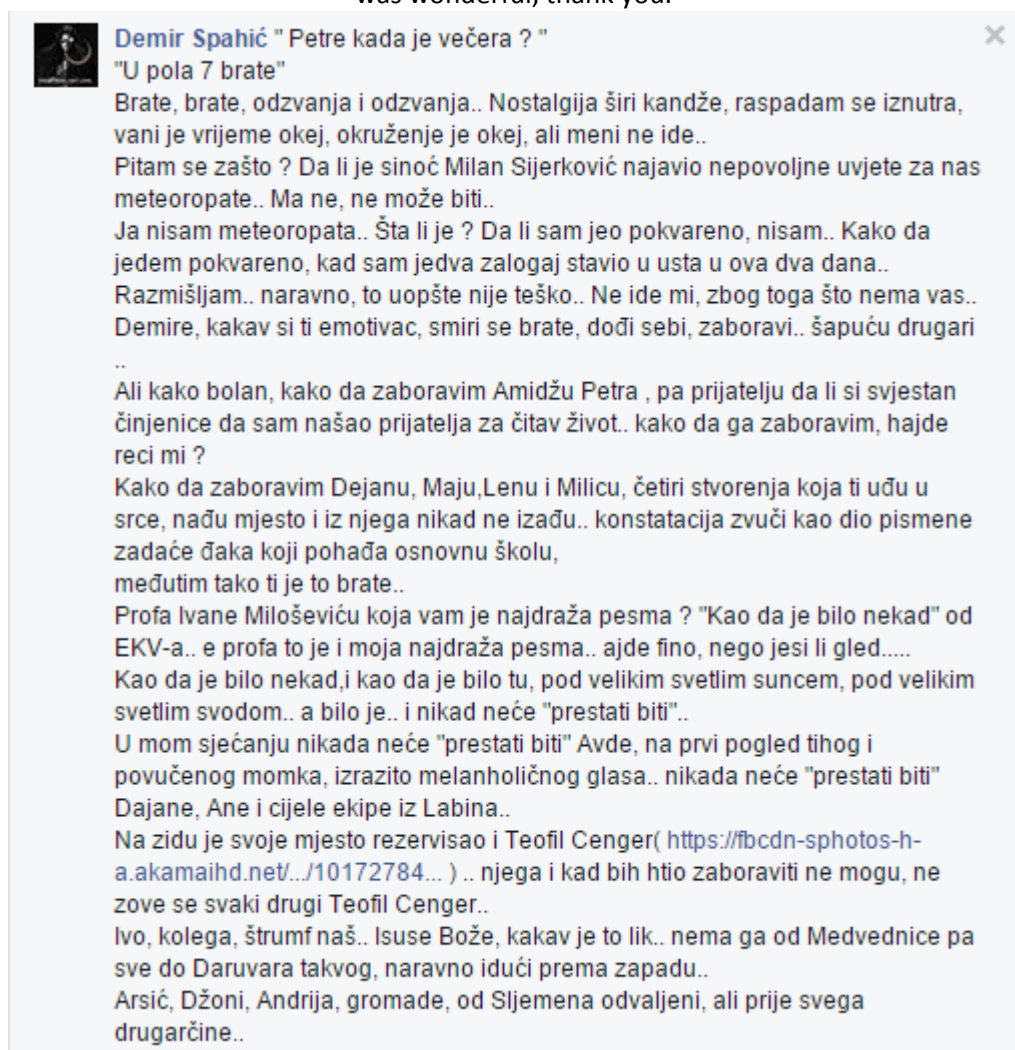 was wonderful, thank you.
Demir Spahić " Petre kada je večera ? "
"U pola 7 brate"
Brate, brate, odzvanja i odzvanja.. Nostalgija širi kandže, raspadam se iznutra,
vani je vrijeme okej, okruženje je okej, ali meni ne ide..
Pitam se zašto ? Da li je sinoć Milan Sijerković najavio nepovoljne uvjete za nas
meteoropate.. Ma ne, ne može biti..
Ja nisam meteoropata.. Šta li je ? Da li sam jeo pokvareno, nisam.. Kako da
jedem pokvareno, kad sam jedva zalogaj stavio u usta u ova dva dana..
Razmišljam.. naravno, to uopšte nije teško.. Ne ide mi, zbog toga što nema vas..
Demire, kakav si ti emotivac, smiri se brate, dođi sebi, zaboravi.. šapuću drugari
..
Ali kako bolan, kako da zaboravim Amidžu Petra , pa prijatelju da li si svjestan
činjenice da sam našao prijatelja za čitav život.. kako da ga zaboravim, hajde
reci mi ?
Kako da zaboravim Dejanu, Maju,Lenu i Milicu, četiri stvorenja koja ti uđu u
srce, nađu mjesto i iz njega nikad ne izađu.. konstatacija zvuči kao dio pismene
zadaće đaka koji pohađa osnovnu školu,
međutim tako ti je to brate..
Profa Ivane Miloševiću koja vam je najdraža pesma ? "Kao da je bilo nekad" od
EKV-a.. e profa to je i moja najdraža pesma.. ajde fino, nego jesi li gled.....
Kao da je bilo nekad,i kao da je bilo tu, pod velikim svetlim suncem, pod velikim
svetlim svodom.. a bilo je.. i nikad neće "prestati biti"..
U mom sjećanju nikada neće "prestati biti" Avde, na prvi pogled tihog i
povučenog momka, izrazito melanholičnog glasa.. nikada neće "prestati biti"
Dajane, Ane i cijele ekipe iz Labina..
Na zidu je svoje mjesto rezervisao i Teofil Cenger( https://fbcdn-sphotos-h-
a.akamaihd.net/.../10172784... ) .. njega i kad bih htio zaboraviti ne mogu, ne
zove se svaki drugi Teofil Cenger..
Ivo, kolega, štrumf naš.. Isuse Bože, kakav je to lik.. nema ga od Medvednice pa
sve do Daruvara takvog, naravno idući prema zapadu..
Arsić, Džoni, Andrija, gromade, od Sljemena odvaljeni, ali prije svega
drugarčine..